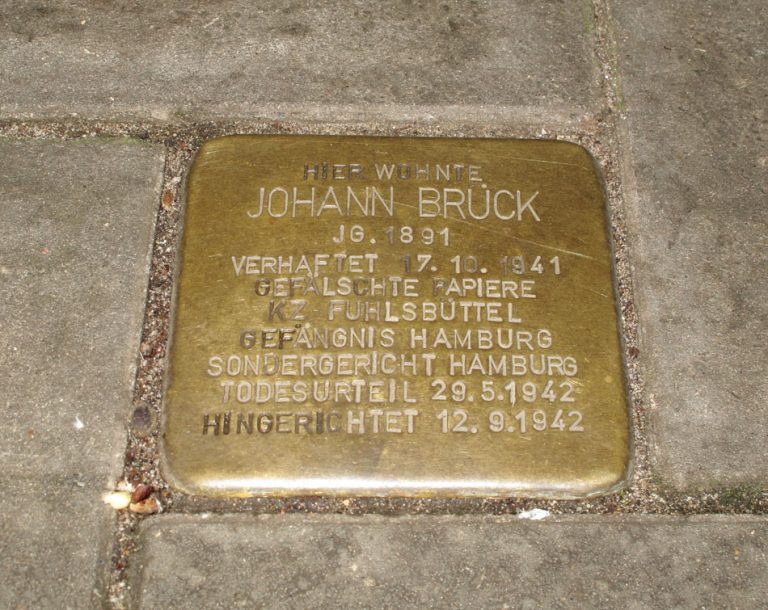 HIER WOHNTE
JOHANN BRÜCK
JG. 1891
VERHAFTET 17. 10. 1941
GEFÄLSCHTE PAPIERE
KZ-FUHLSBÜTTEL
GEFÄNGNIS HAMBURG
SONDERGERICHT HAMBURG
TODESURTEIL 29.5.1942
HINGERICHTET 12.9.1942